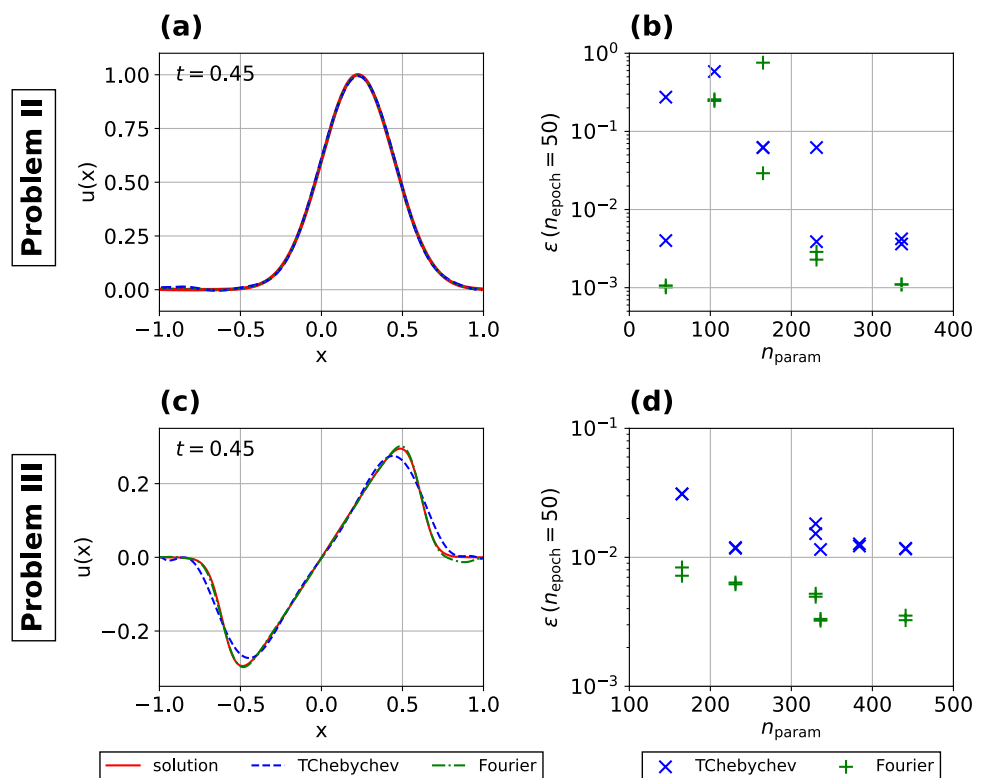 Problem II
(a)
t = 0.45
1.00
0.75
0.50
0.25
0.00
u(x)
−1.0 −0.5 0.0 0.5 1.0
x
(b)
10^0
10^−1
10^−2
10^−3
ε (n_epoch = 50)
0 100 200 300 400
n_param
Problem III
(c)
t = 0.45
0.2
0.0
−0.2
u(x)
−1.0 −0.5 0.0 0.5 1.0
x
(d)
10^−1
10^−2
10^−3
ε (n_epoch = 50)
100 200 300 400 500
n_param
solution TChebychev Fourier
TChebychev Fourier